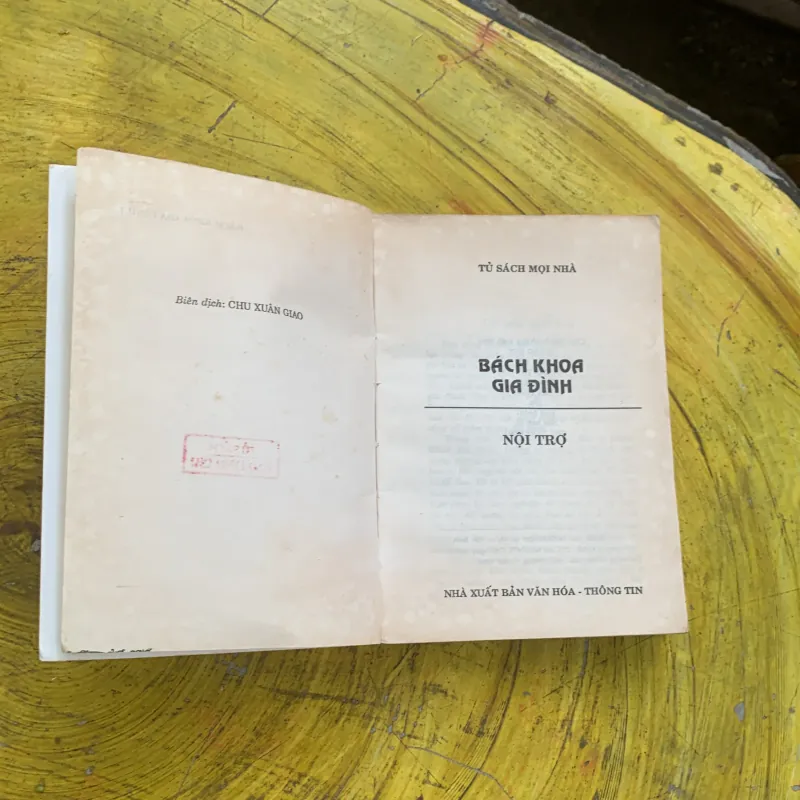 Biên dịch: CHU XUÂN GIAO
TỦ SÁCH MỌI NHÀ
BÁCH KHOA
GIA ĐÌNH
NỘI TRỢ
NHÀ XUẤT BẢN VĂN HÓA - THÔNG TIN